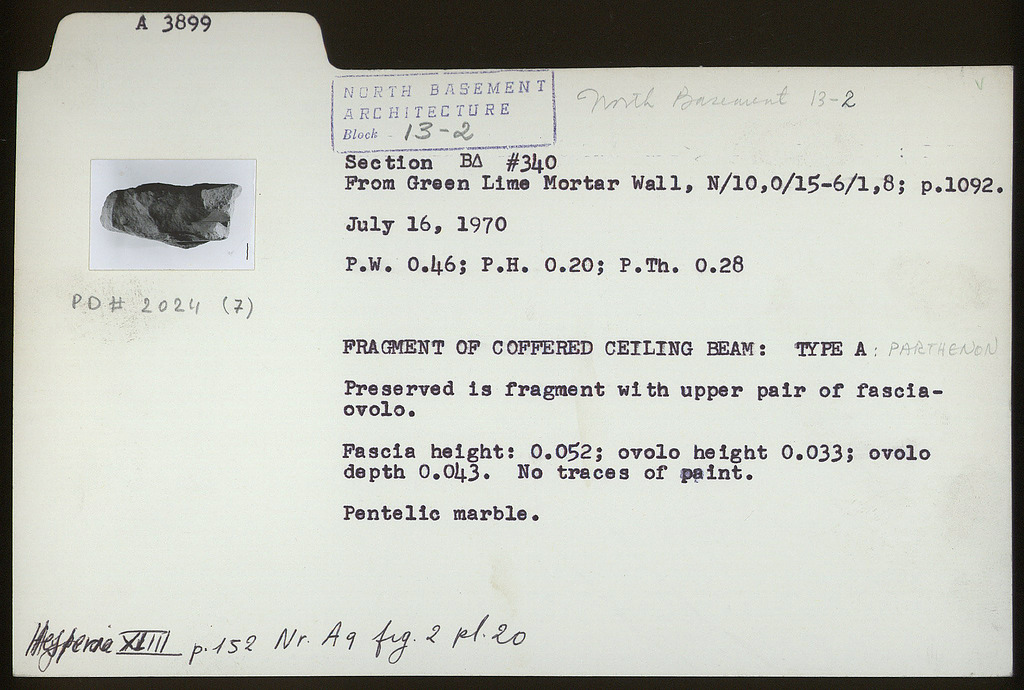 A 3899
NORTH BASEMENT
ARCHITECTURE
Block - 13-2
North Basement 13-2
Section BΔ #340
From Green Lime Mortar Wall, N/10,0/15-6/1,8; p.1092.
July 16, 1970
P.W. 0.46; P.H. 0.20; P.Th. 0.28
PD# 2024 (7)
FRAGMENT OF COFFERED CEILING BEAM: TYPE A : PARTHENON
Preserved is fragment with upper pair of fascia-
ovolo.
Fascia height: 0.052; ovolo height 0.033; ovolo
depth 0.043. No traces of paint.
Pentelic marble.
Hesperia XLIII p.152 Nr. A9 fig. 2 pl. 20